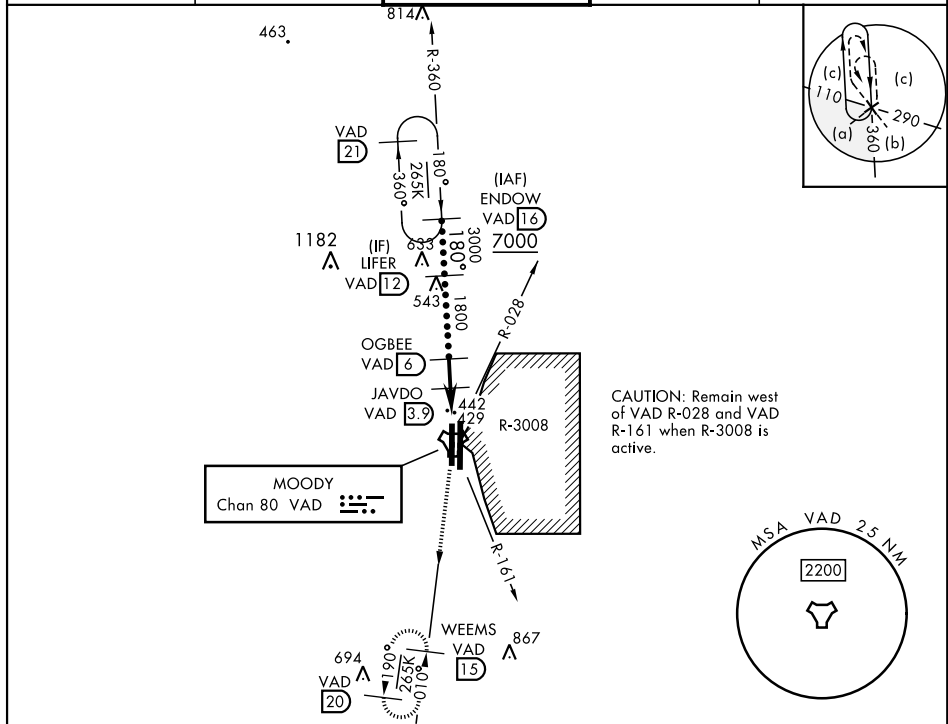 814
463
R-360
VAD
21
180°
265K
360°
(IAF)
ENDOW
VAD 16
7000
3000
180°
1182
(IF)
LIFER
VAD 12
633
543
1800
R-028
OGBEE
VAD 6
JAVDO
VAD 3.9
442
429
R-3008
CAUTION: Remain west
of VAD R-028 and VAD
R-161 when R-3008 is
active.
MOODY
Chan 80 VAD
R-161
WEEMS
VAD
15
867
694
VAD
20
190°
265K
010°
MSA VAD 25 NM
2200
(c)
(c)
110
290
(a)
360
(b)